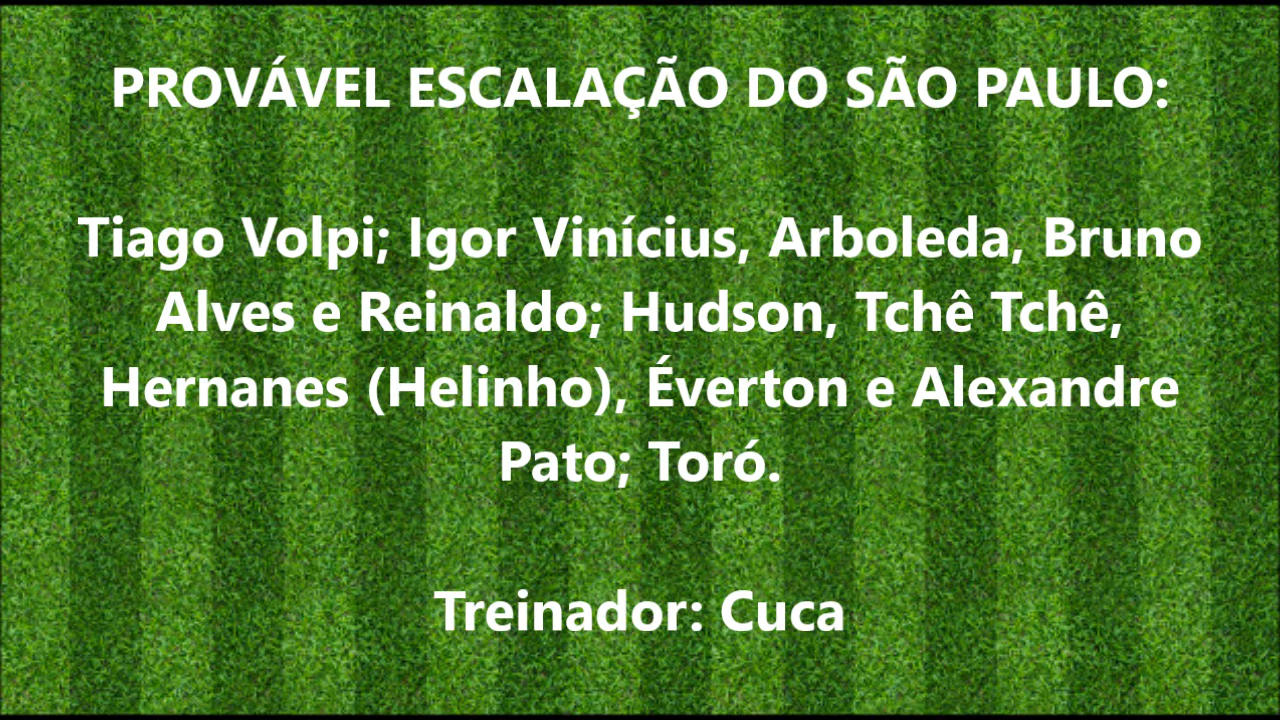 PROVÁVEL ESCALAÇÃO DO SÃO PAULO:
Tiago Volpi; Igor Vinícius, Arboleda, Bruno
Alves e Reinaldo; Hudson, Tchê Tchê,
Hernanes (Helinho), Éverton e Alexandre
Pato; Toró.
Treinador: Cuca